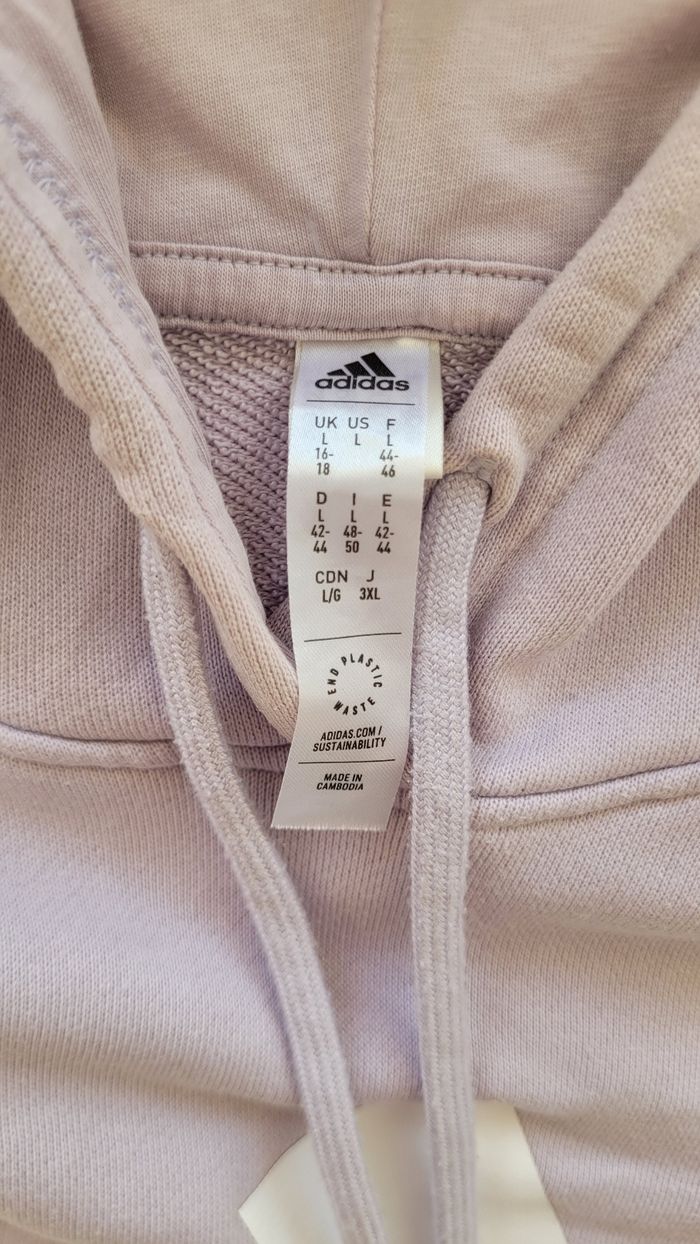 adidas
UK US F
L L L
16- 44-
18 46
D I E
L L L
42- 48- 42-
44 50 44
CDN J
L/G 3XL
END PLASTIC
WASTE
ADIDAS.COM /
SUSTAINABILITY
MADE IN
CAMBODIA